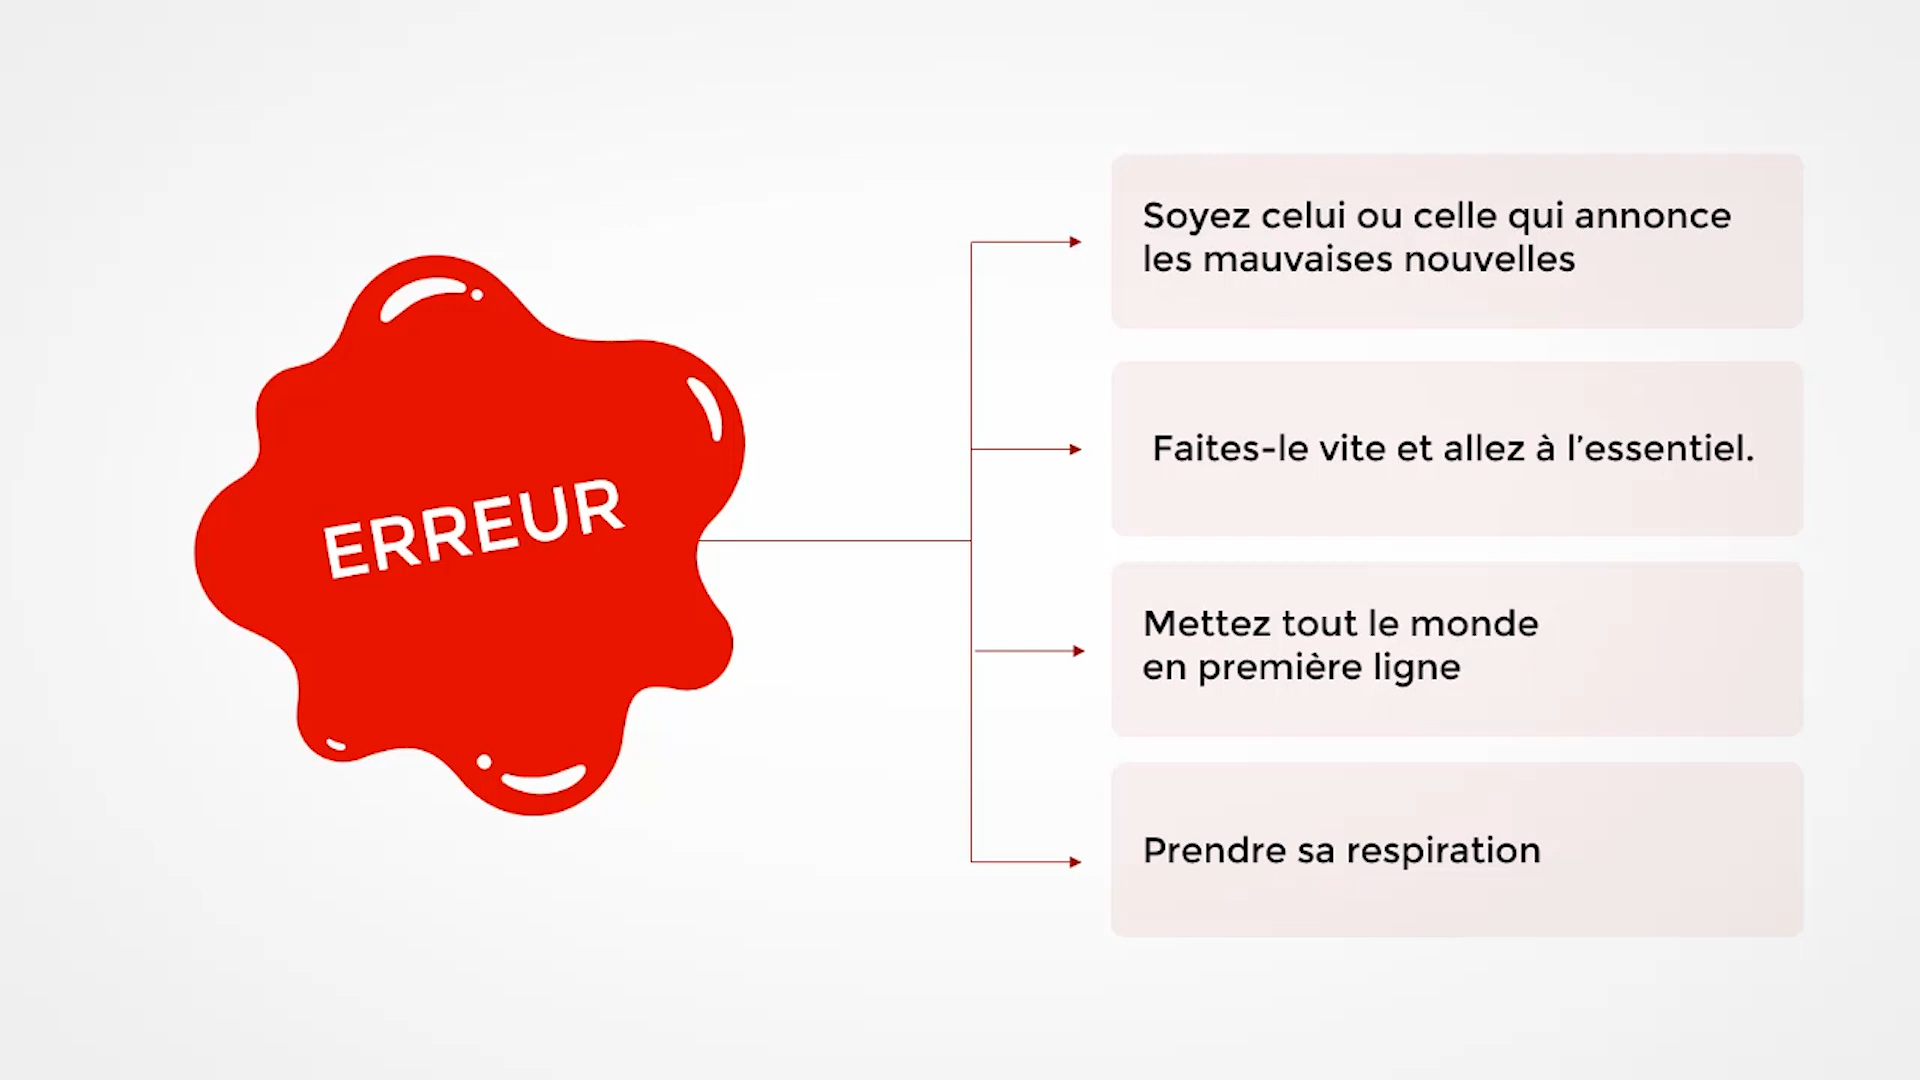 ERREUR
Soyez celui ou celle qui annonce
les mauvaises nouvelles
Faites-le vite et allez à l’essentiel.
Mettez tout le monde
en première ligne
Prendre sa respiration